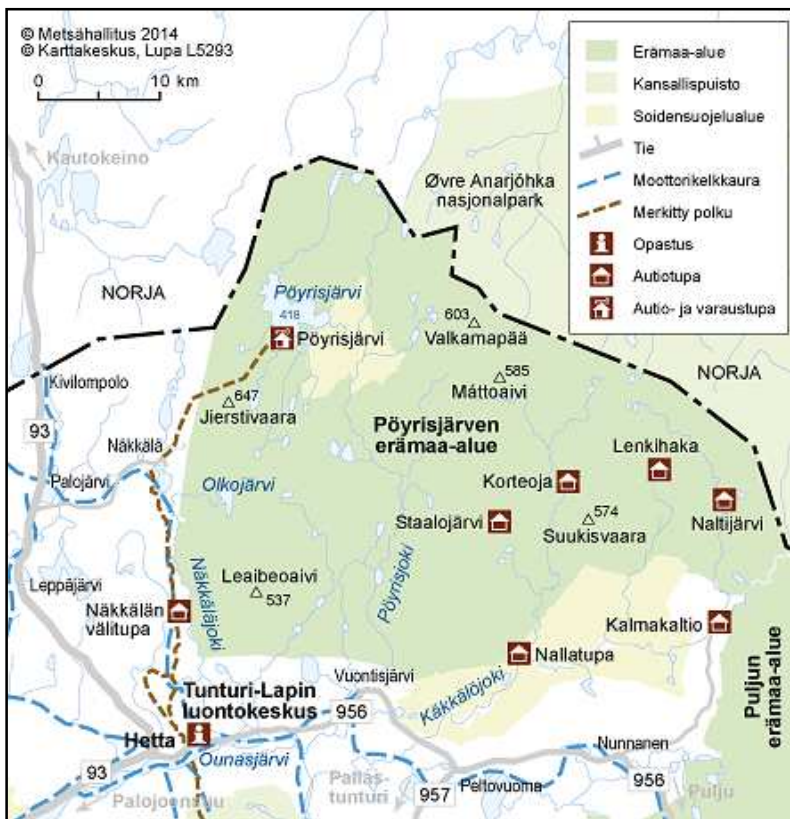 © Metsähallitus 2014
© Karttakeskus, Lupa L5293
0 10 km
Erämaa-alue
Kansallispuisto
Soidensuojelualue
Tie
Moottorikelkkaura
Merkitty polku
Opastus
Autiotupa
Autio- ja varaustupa
Kautokeino
Øvre Anarjóhka
nasjonalpark
NORJA
Pöyrisjärvi
418
Pöyrisjärvi
603
Valkamapää
585
Máttoaivi
NORJA
Kivilompolo
647
Jierstivaara
93
Pöyrisjärven
erämaa-alue
Näkkälä
Palojärvi
Olkojärvi
Lenkihaka
Korteoja
Naltijärvi
Staalojärvi
574
Suukisvaara
Leppäjärvi
Leaibeoaivi
537
Näkkäläjoki
Pöyrisjoki
Näkkälän
välitupa
Kalmakaltio
Nallatupa
Käkkälöjoki
Vuontisjärvi
Puljun
erämaa-alue
Tunturi-Lapin
luontokeskus
956
Hetta
Ounasjärvi
Nunnanen
93
Palojoensuu
Pallas-
tunturi
957
Peltovuoma
956
Pulju